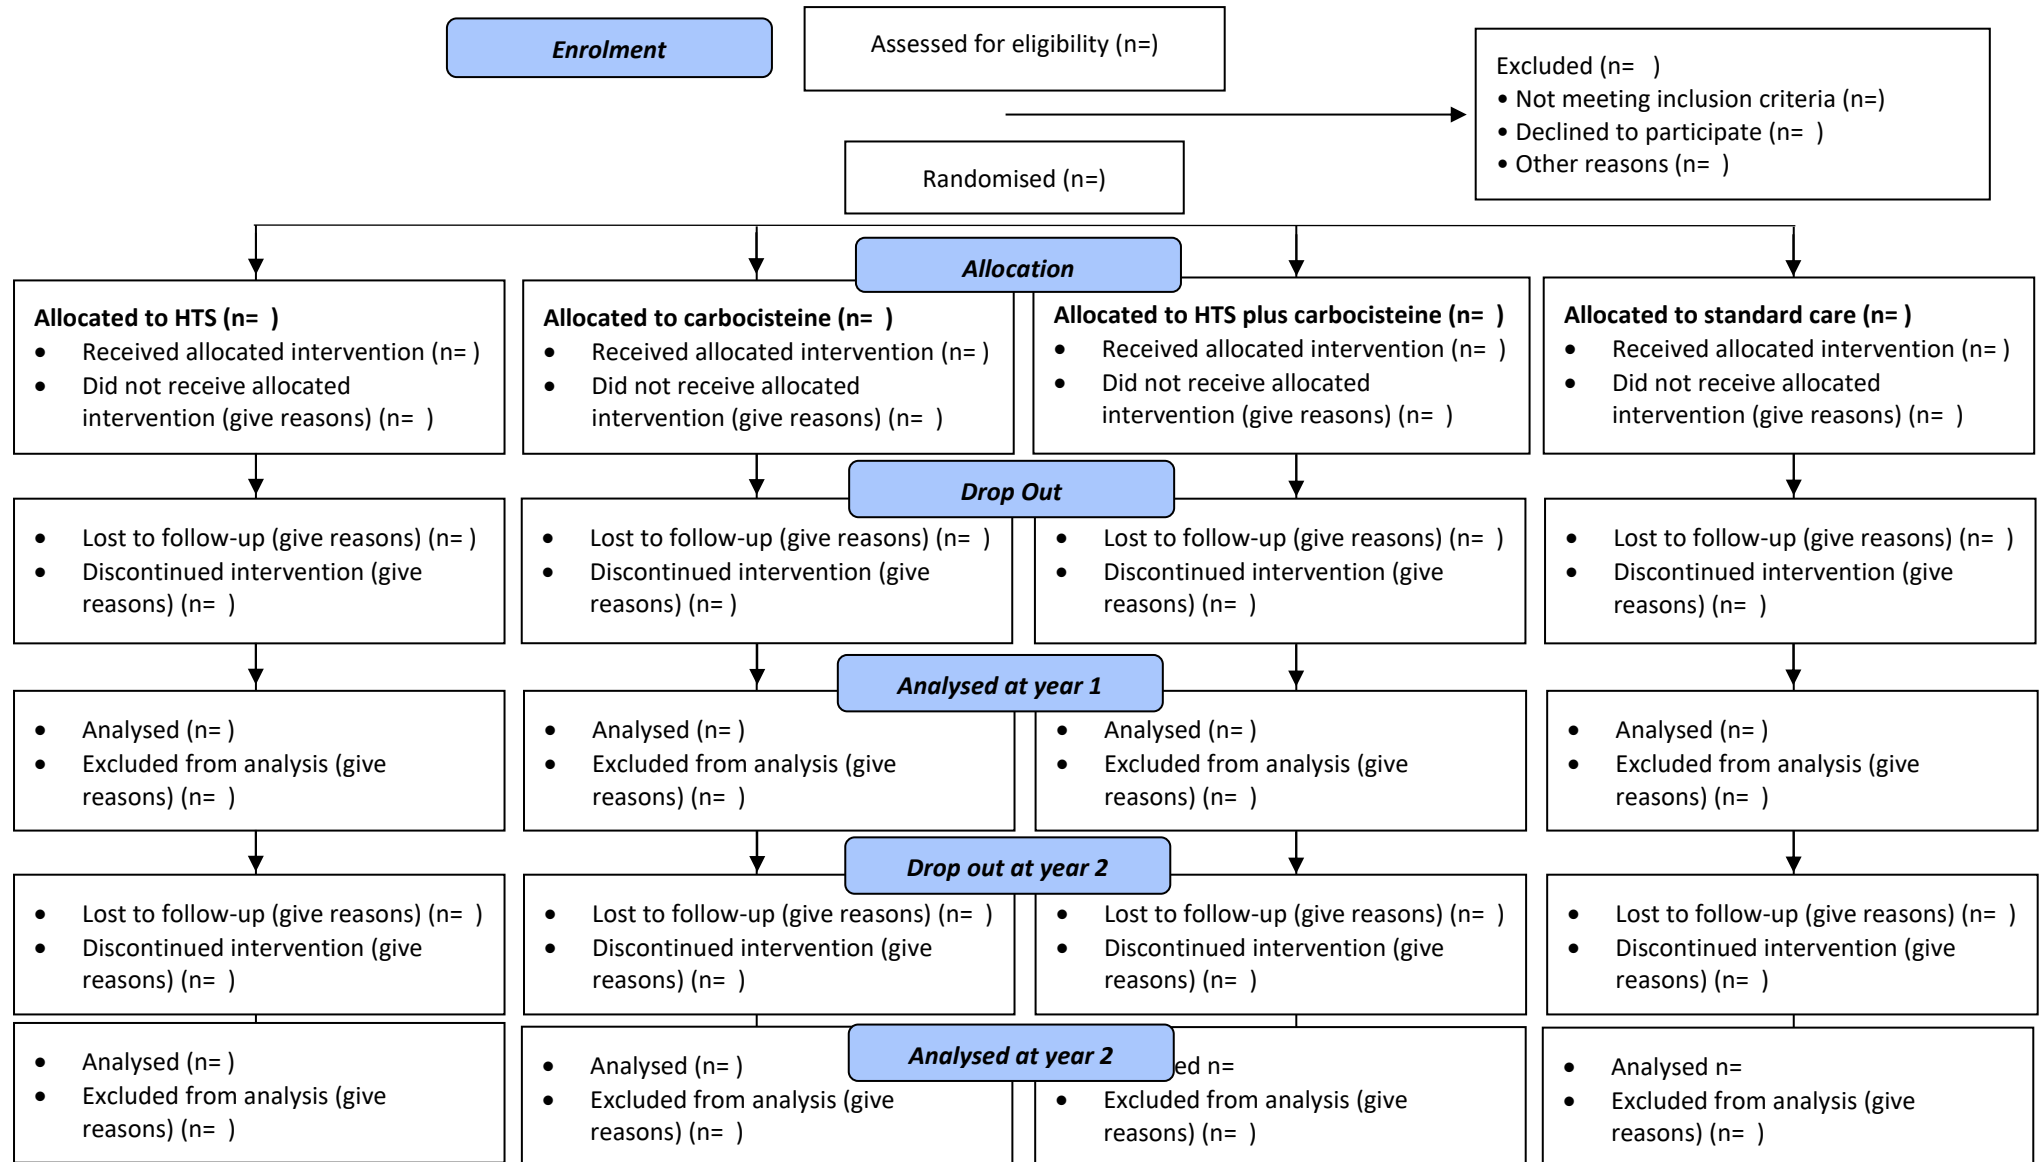 Enrolment
Assessed for eligibility (n=)
Excluded (n=   )
• Not meeting inclusion criteria (n=)
• Declined to participate (n=  )
• Other reasons (n=  )
Randomised (n=)
Allocation
Allocated to HTS (n=  )
• Received allocated intervention (n= )
• Did not receive allocated
intervention (give reasons) (n=  )
Allocated to carbocisteine (n=  )
• Received allocated intervention (n= )
• Did not receive allocated
intervention (give reasons) (n=  )
Allocated to HTS plus carbocisteine (n=  )
• Received allocated intervention (n=  )
• Did not receive allocated
intervention (give reasons) (n=  )
Allocated to standard care (n= )
• Received allocated intervention (n= )
• Did not receive allocated
intervention (give reasons) (n=  )
Drop Out
• Lost to follow-up (give reasons) (n= )
• Discontinued intervention (give
reasons) (n=  )
• Lost to follow-up (give reasons) (n=  )
• Discontinued intervention (give
reasons) (n= )
• Lost to follow-up (give reasons) (n=  )
• Discontinued intervention (give
reasons) (n=  )
• Lost to follow-up (give reasons) (n=  )
• Discontinued intervention (give
reasons) (n=  )
Analysed at year 1
• Analysed (n= )
• Excluded from analysis (give
reasons) (n=  )
• Analysed (n= )
• Excluded from analysis (give
reasons) (n=  )
• Analysed (n= )
• Excluded from analysis (give
reasons) (n=  )
• Analysed (n= )
• Excluded from analysis (give
reasons) (n=  )
Drop out at year 2
• Lost to follow-up (give reasons) (n=  )
• Discontinued intervention (give
reasons) (n=  )
• Lost to follow-up (give reasons) (n=  )
• Discontinued intervention (give
reasons) (n=  )
• Lost to follow-up (give reasons) (n=  )
• Discontinued intervention (give
reasons) (n=  )
• Lost to follow-up (give reasons) (n=  )
• Discontinued intervention (give
reasons) (n=  )
Analysed at year 2
• Analysed (n= )
• Excluded from analysis (give
reasons) (n=  )
• Analysed (n= )
• Excluded from analysis (give
reasons) (n=  )
ed n=
• Excluded from analysis (give
reasons) (n=  )
• Analysed n=
• Excluded from analysis (give
reasons) (n=  )